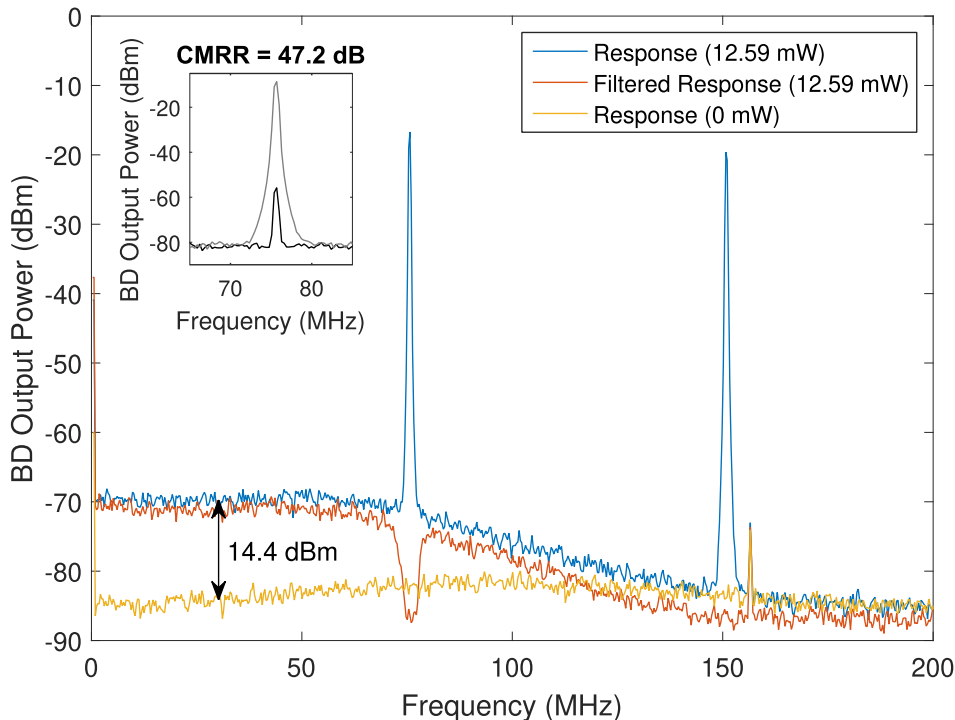 BD Output Power (dBm)
0
-10
-20
-30
-40
-50
-60
-70
-80
-90
0
50
100
150
200
Frequency (MHz)
CMRR = 47.2 dB
BD Output Power (dBm)
-20
-40
-60
-80
70
80
Frequency (MHz)
Response (12.59 mW)
Filtered Response (12.59 mW)
Response (0 mW)
14.4 dBm